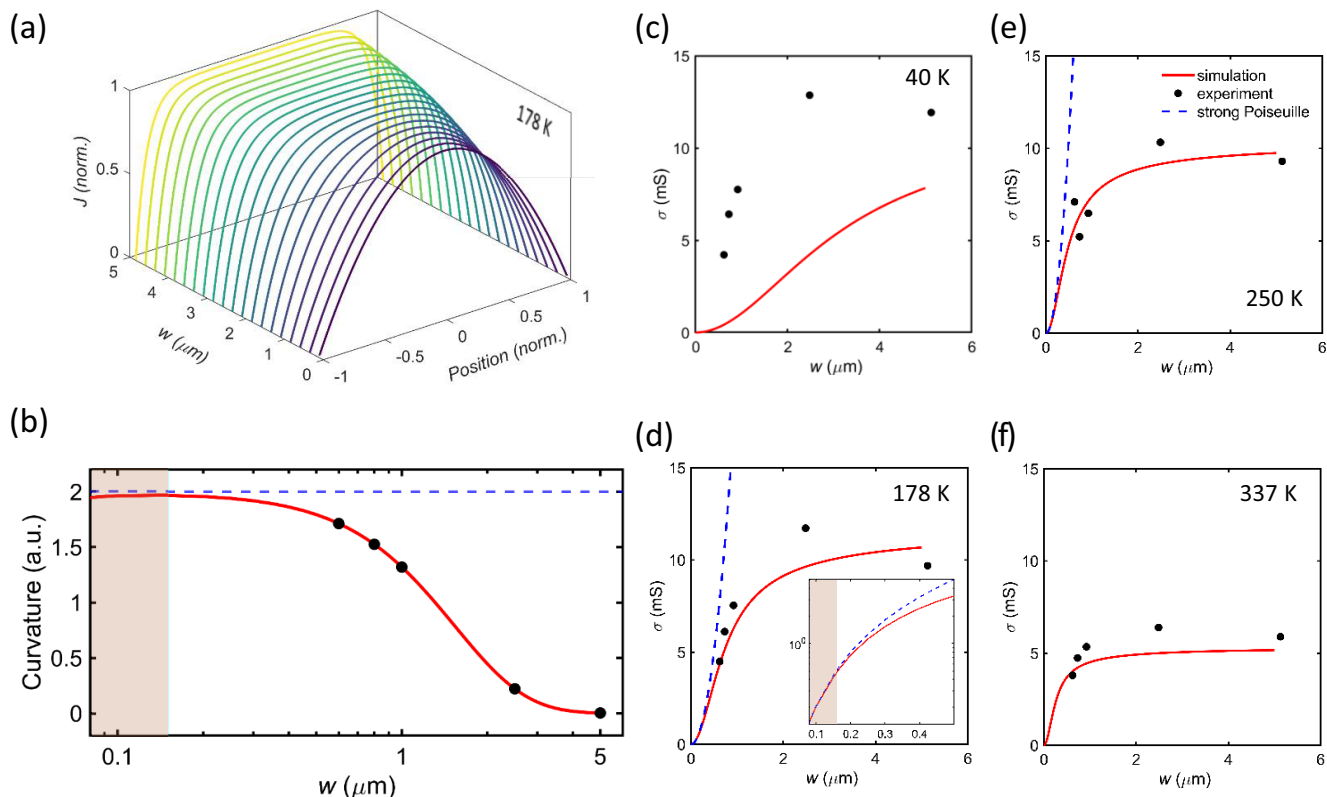 (a)
178 K
J (norm.)
1
0.5
0
5
4
3
2
1
0
w (μm)
-1
-0.5
0
0.5
1
Position (norm.)
(b)
Curvature (a.u.)
2
1.5
1
0.5
0
0.1
1
5
w (μm)
(c)
40 K
σ (mS)
15
10
5
0
0
2
4
6
w (μm)
(d)
178 K
σ (mS)
15
10
5
0
0
2
4
6
w (μm)
10⁰
0.1
0.2
0.3
0.4
(e)
simulation
experiment
strong Poiseuille
250 K
σ (mS)
15
10
5
0
0
2
4
6
w (μm)
(f)
337 K
σ (mS)
15
10
5
0
0
2
4
6
w (μm)